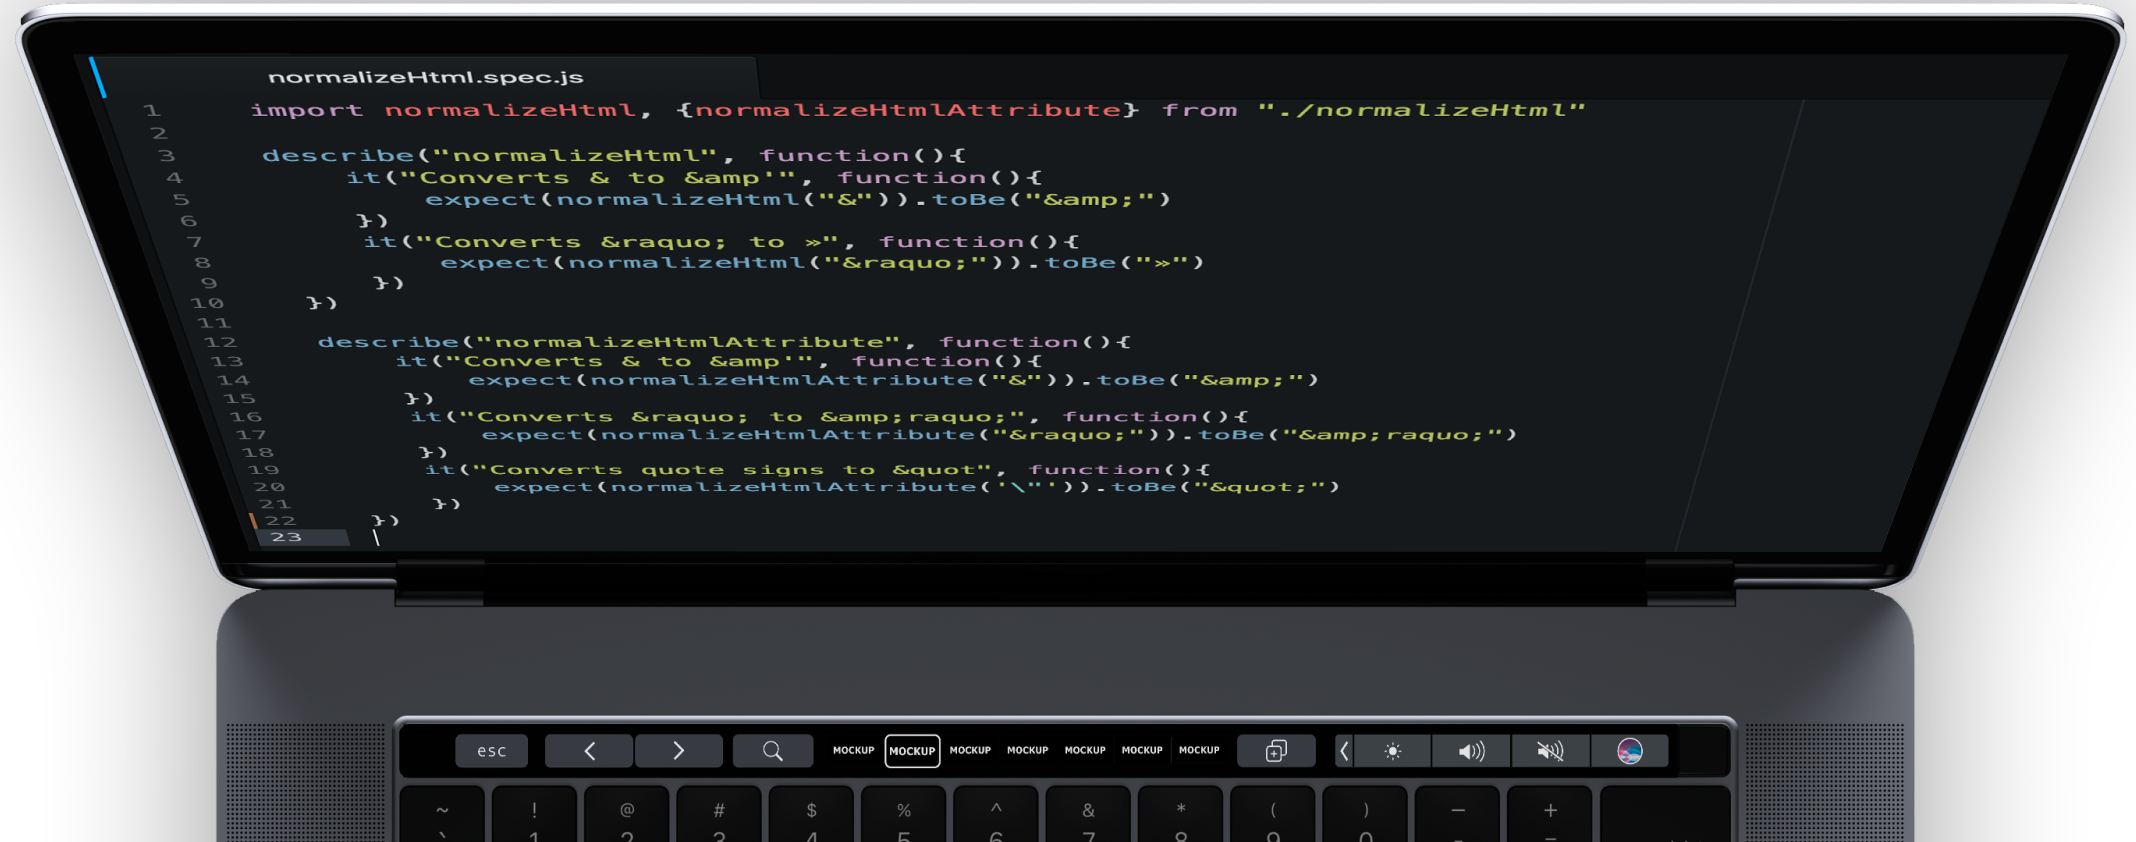 normalizeHtml.spec.js
1 import normalizeHtml, {normalizeHtmlAttribute} from "./normalizeHtml"
2
3 describe("normalizeHtml", function(){
4 it("Converts & to &amp'", function(){
5 expect(normalizeHtml("&")).toBe("&amp;")
6 })
7 it("Converts &raquo; to »", function(){
8 expect(normalizeHtml("&raquo;")).toBe("»")
9 })
10 })
11
12 describe("normalizeHtmlAttribute", function(){
13 it("Converts & to &amp'", function(){
14 expect(normalizeHtmlAttribute("&")).toBe("&amp;")
15 })
16 it("Converts &raquo; to &amp;raquo;", function(){
17 expect(normalizeHtmlAttribute("&raquo;")).toBe("&amp;raquo;")
18 })
19 it("Converts quote signs to &quot", function(){
20 expect(normalizeHtmlAttribute('\"')).toBe("&quot;")
21 })
22 })
23
esc MOCKUP MOCKUP MOCKUP MOCKUP MOCKUP MOCKUP MOCKUP
~ ! @ # $ % ^ & * ( ) — +
` 1 2 3 4 5 6 7 8 9 0 - =